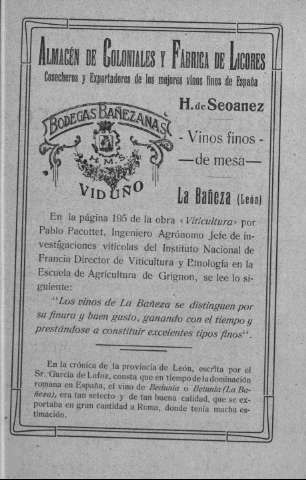 ALMACÉN DE COLONIALES Y FÁBRICA DE LICORES
Cosecheros y Exportadores de los mejores vinos finos de España
BODEGAS BAÑEZANAS
H. M. S.
VIDUÑO
H. de Seoanez
- Vinos finos -
— de mesa —
La Bañeza (León)
En la página 195 de la obra «Viticultura» por
Pablo Pacottet, Ingeniero Agrónomo Jefe de in-
vestigaciones vitícolas del Instituto Nacional de
Francia Director de Viticultura y Etnología en la
Escuela de Agricultura de Grignon, se lee lo si-
guiente:
"Los vinos de La Bañeza se distinguen por
su finura y buen gusto, ganando con el tiempo y
prestándose a constituir excelentes tipos finos".
En la crónica de la provincia de León, escrita por el
Sr. García de Lafoz, consta que en tiempo de la dominación
romana en España, el vino de Bedunia o Betunia (La Ba-
ñeza), era tan selecto y de tan buena calidad, que se ex-
portaba en gran cantidad a Roma, donde tenía mucha es-
timación.